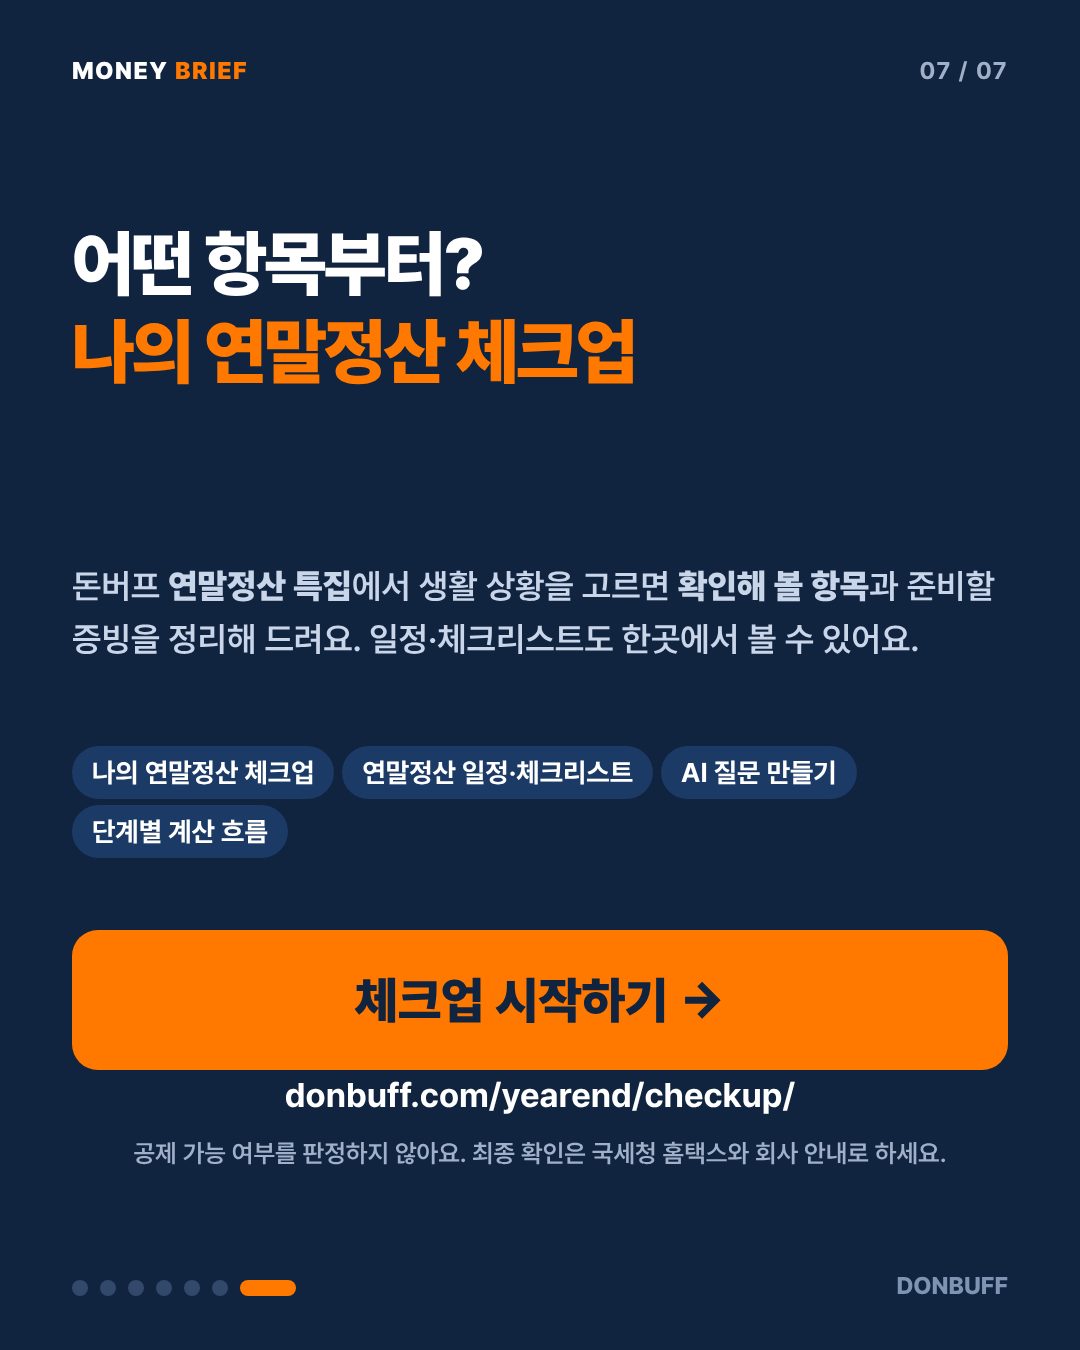 MONEY BRIEF
07 / 07
어떤 항목부터?
나의 연말정산 체크업
돈버프 연말정산 특집에서 생활 상황을 고르면 확인해 볼 항목과 준비할
증빙을 정리해 드려요. 일정·체크리스트도 한곳에서 볼 수 있어요.
나의 연말정산 체크업
연말정산 일정·체크리스트
AI 질문 만들기
단계별 계산 흐름
체크업 시작하기 →
donbuff.com/yearend/checkup/
공제 가능 여부를 판정하지 않아요. 최종 확인은 국세청 홈택스와 회사 안내로 하세요.
DONBUFF